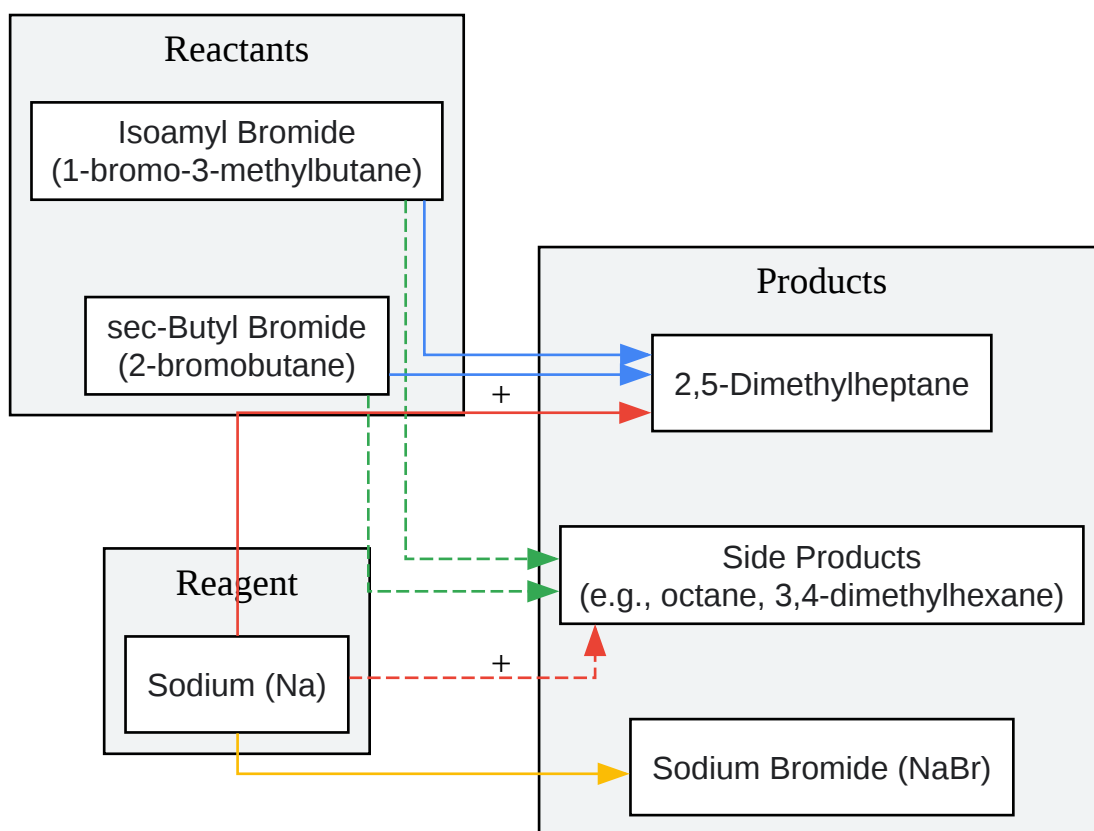 Reactants
Isoamyl Bromide
(1-bromo-3-methylbutane)
sec-Butyl Bromide
(2-bromobutane)
Products
2,5-Dimethylheptane
+
Side Products
(e.g., octane, 3,4-dimethylhexane)
Reagent
Sodium (Na)
+
Sodium Bromide (NaBr)